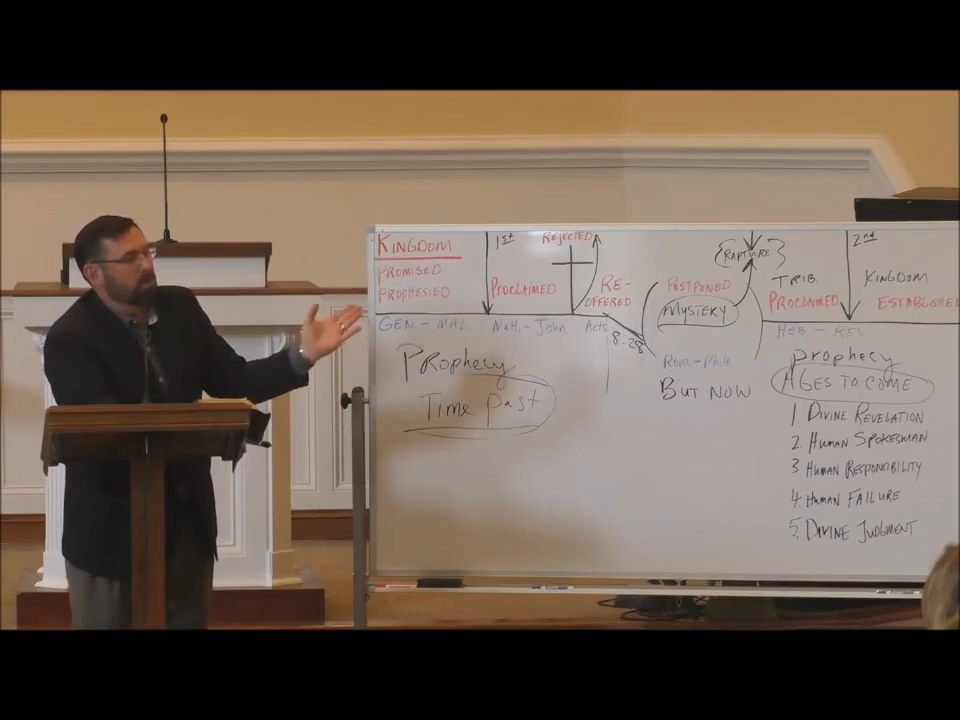 KINGDOM
PROMISED
PROPHESIED
1st
PROCLAIMED
REJECTED
RE-
OFFERED
POSTPONED
MYSTERY
{RAPTURE}
TRIB.
PROCLAIMED
2nd
KINGDOM
ESTABLISHED
GEN. - MAL
Matt. - John
Acts
8-28
Rom - Phile
HEB - REV
PROPHECY
Time Past
BUT NOW
PROPHECY
AGES TO COME
1. DIVINE REVELATION
2. HUMAN SPOKESMAN
3. HUMAN RESPONSIBILITY
4. HUMAN FAILURE
5. DIVINE JUDGMENT